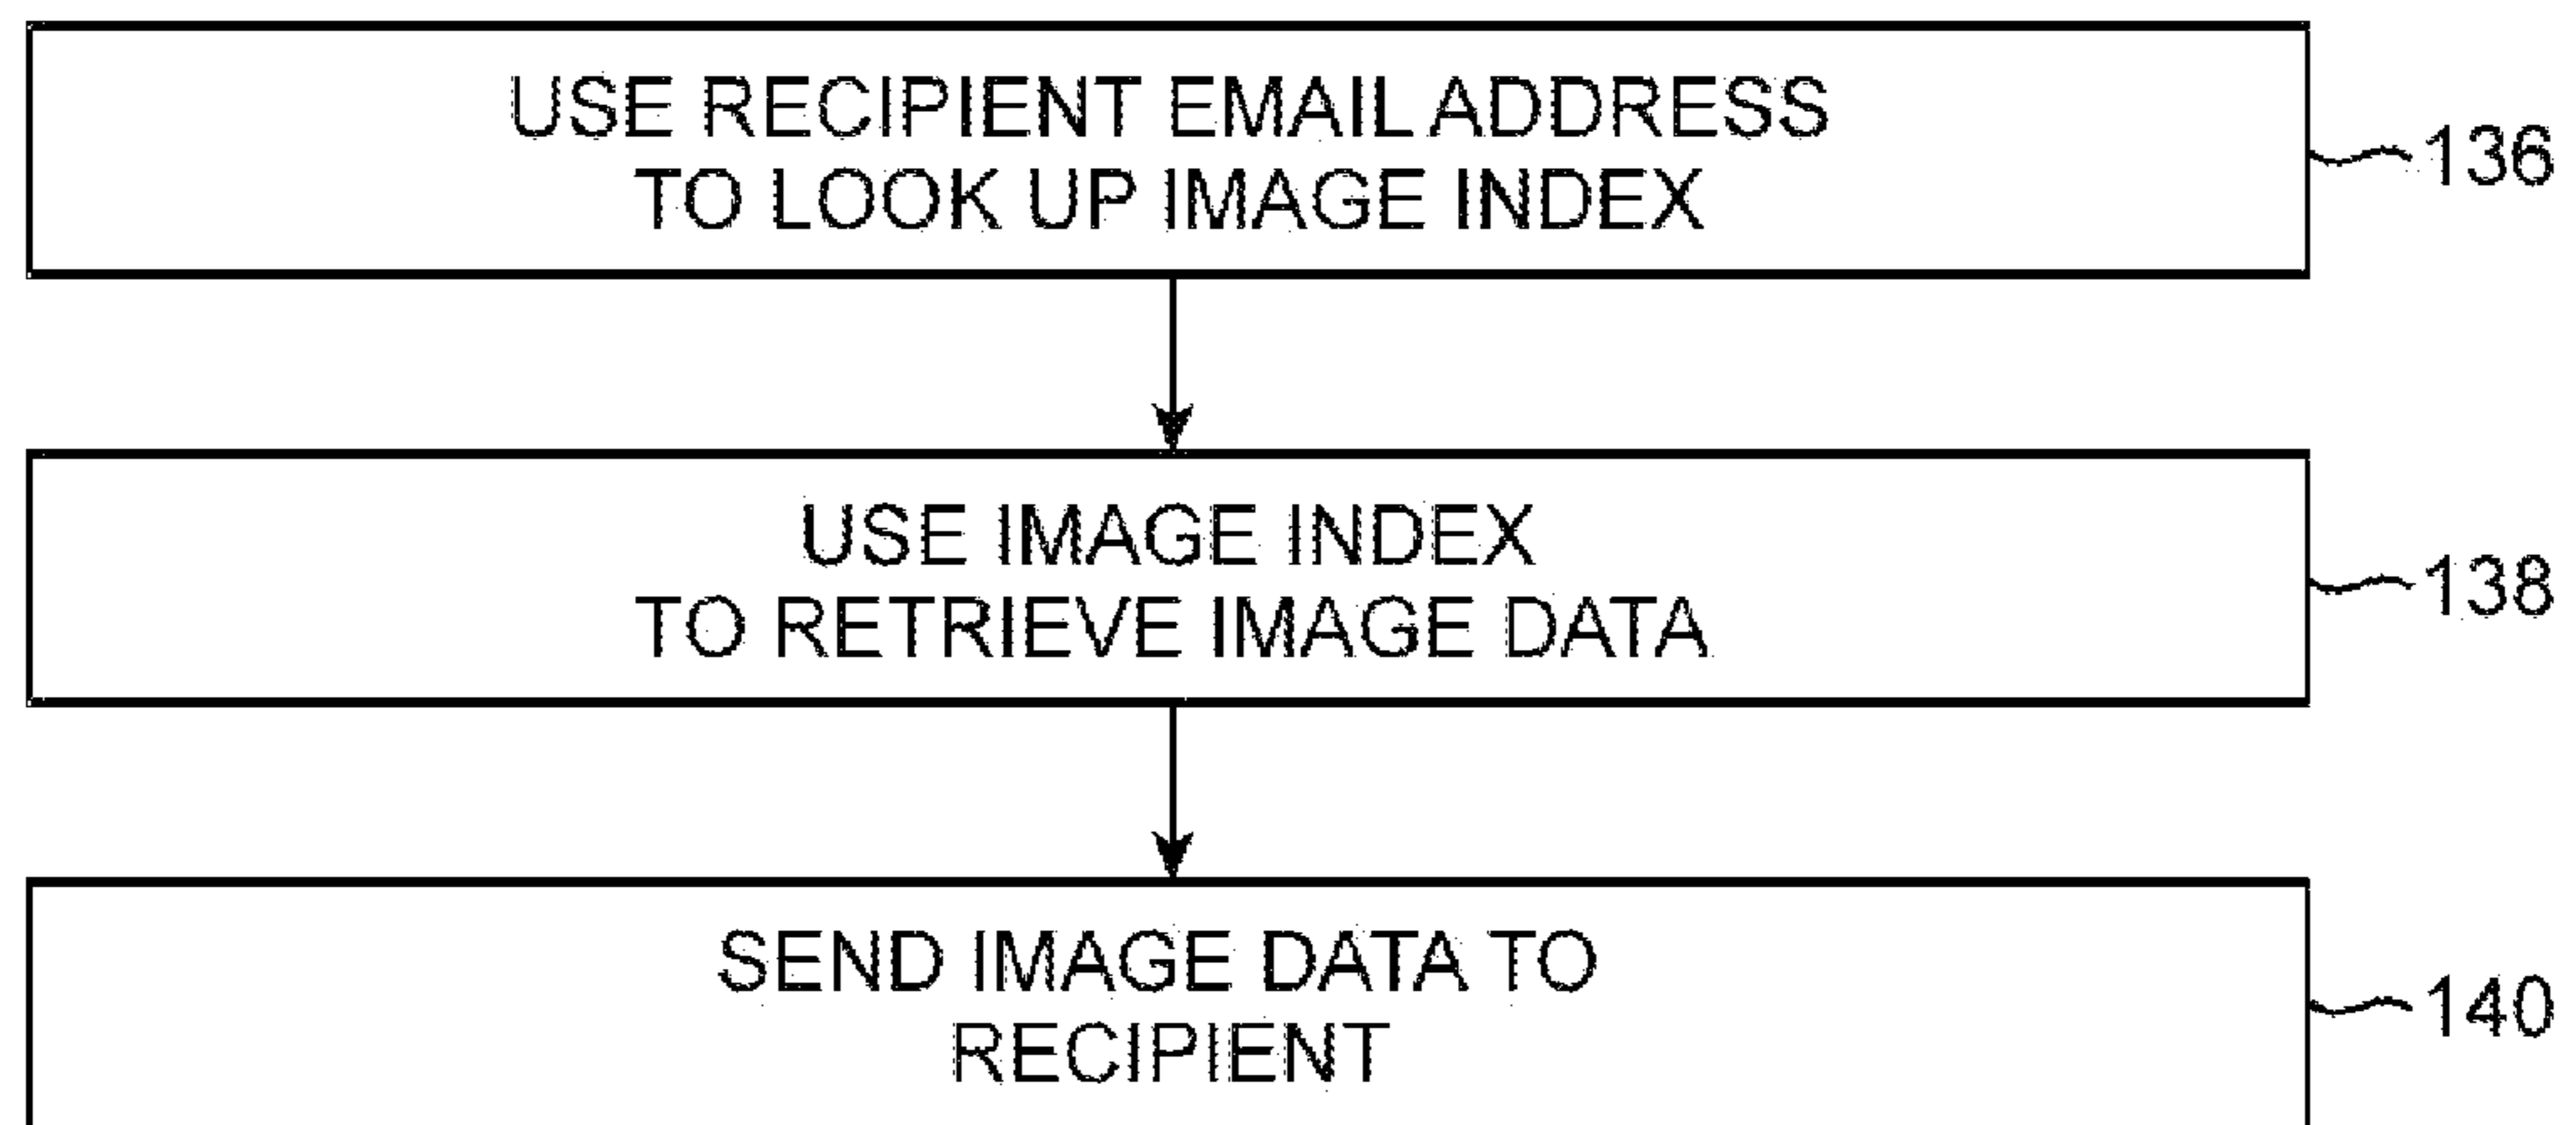 USE RECIPIENT EMAIL ADDRESS
TO LOOK UP IMAGE INDEX
136
USE IMAGE INDEX
TO RETRIEVE IMAGE DATA
138
SEND IMAGE DATA TO
RECIPIENT
140